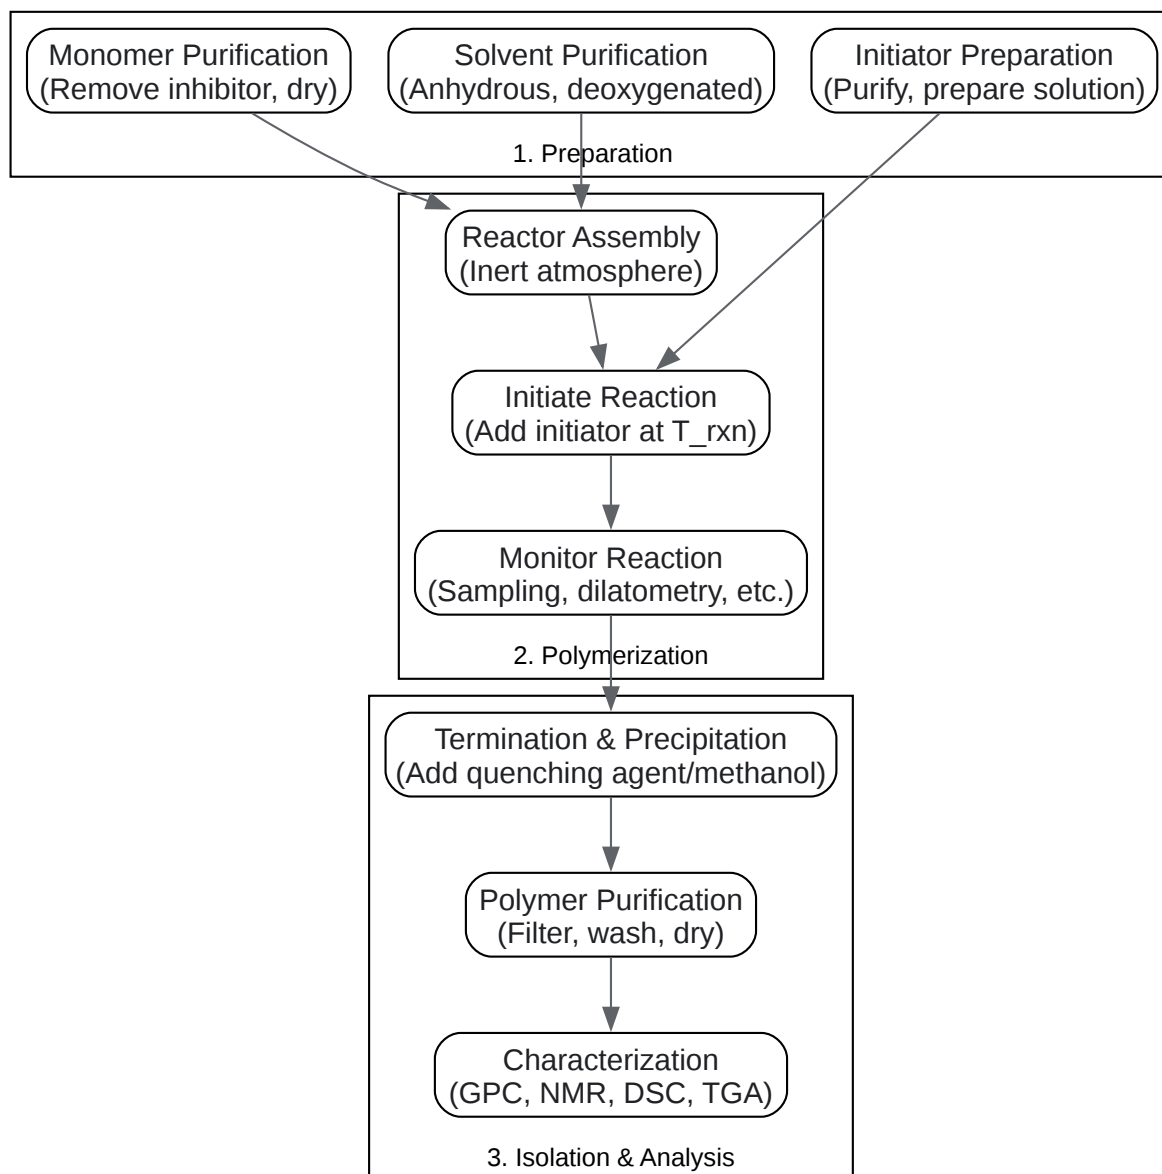 Monomer Purification
(Remove inhibitor, dry)
Solvent Purification
(Anhydrous, deoxygenated)
Initiator Preparation
(Purify, prepare solution)
1. Preparation
Reactor Assembly
(Inert atmosphere)
Initiate Reaction
(Add initiator at T_rxn)
Monitor Reaction
(Sampling, dilatometry, etc.)
2. Polymerization
Termination & Precipitation
(Add quenching agent/methanol)
Polymer Purification
(Filter, wash, dry)
Characterization
(GPC, NMR, DSC, TGA)
3. Isolation & Analysis